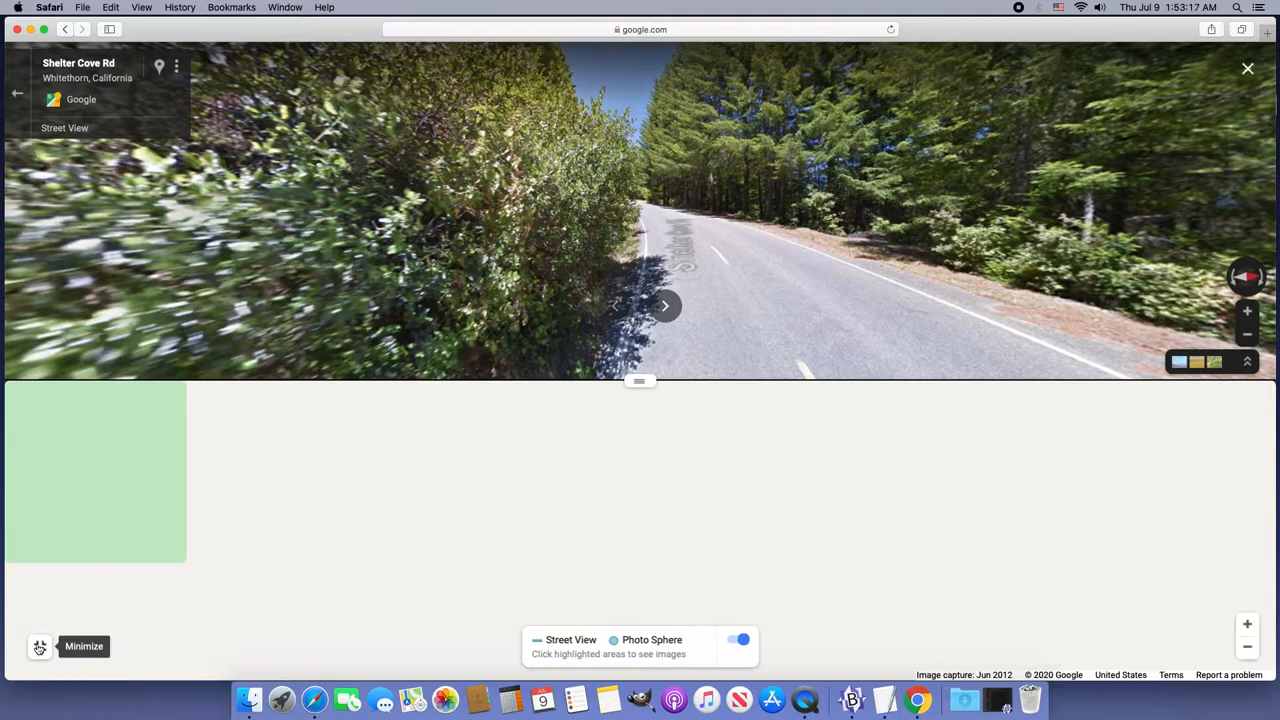 Safari File Edit View History Bookmarks Window Help
Thu Jul 9 1:53:17 AM
google.com
Shelter Cove Rd
Whitethorn, California
Google
Street View
Minimize
Street View Photo Sphere
Click highlighted areas to see images
Image capture: Jun 2012 © 2020 Google United States Terms Report a problem
JUL
9